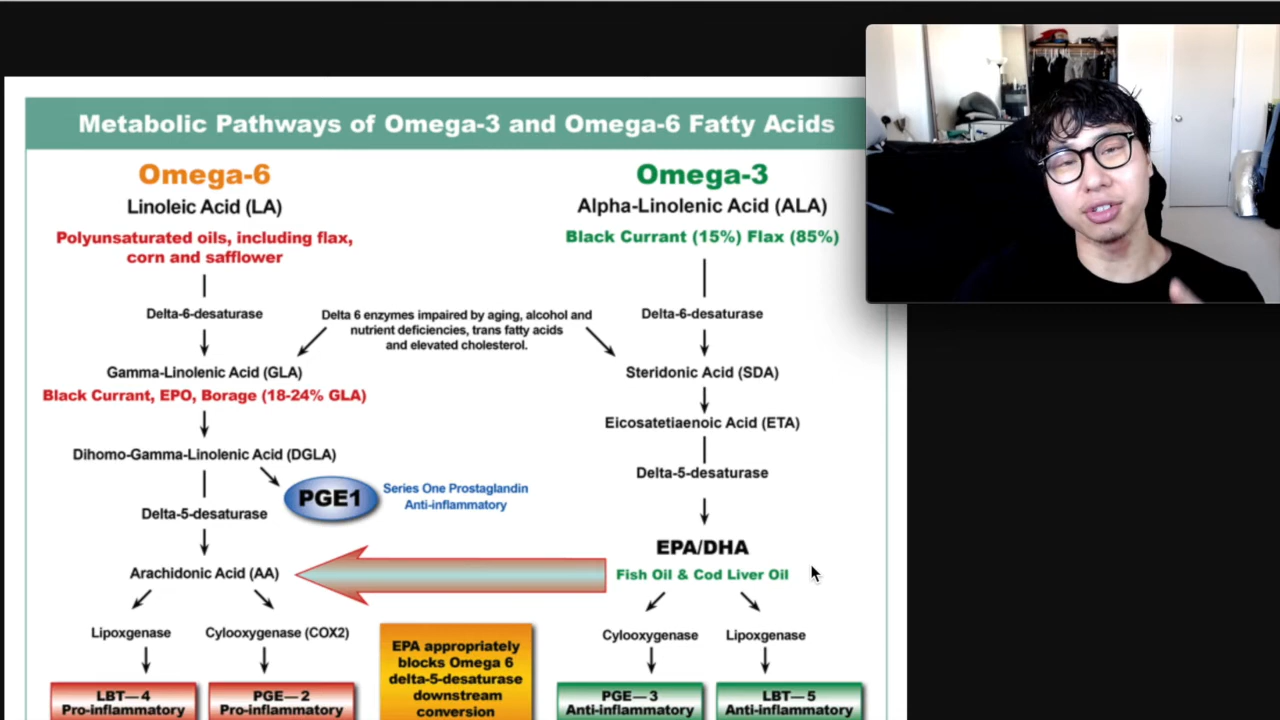 Metabolic Pathways of Omega-3 and Omega-6 Fatty Acids
Omega-6
Linoleic Acid (LA)
Polyunsaturated oils, including flax,
corn and safflower
Delta-6-desaturase
Gamma-Linolenic Acid (GLA)
Black Currant, EPO, Borage (18-24% GLA)
Dihomo-Gamma-Linolenic Acid (DGLA)
PGE1
Series One Prostaglandin
Anti-inflammatory
Delta-5-desaturase
Arachidonic Acid (AA)
Lipoxgenase
Cylooxygenase (COX2)
LBT—4
Pro-inflammatory
PGE—2
Pro-inflammatory
Delta 6 enzymes impaired by aging, alcohol and
nutrient deficiencies, trans fatty acids
and elevated cholesterol.
EPA appropriately
blocks Omega 6
delta-5-desaturase
downstream
conversion
Omega-3
Alpha-Linolenic Acid (ALA)
Black Currant (15%) Flax (85%)
Delta-6-desaturase
Steridonic Acid (SDA)
Eicosatetiaenoic Acid (ETA)
Delta-5-desaturase
EPA/DHA
Fish Oil & Cod Liver Oil
Cylooxygenase
Lipoxgenase
PGE—3
Anti-inflammatory
LBT—5
Anti-inflammatory